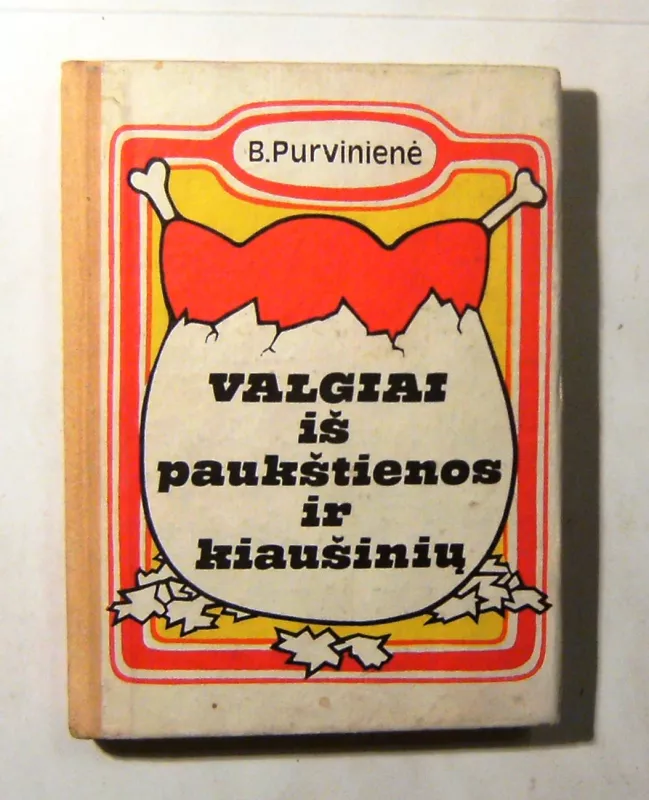 B.Purvinienė
VALGIAI
iš
paukštienos
ir
kiaušinių